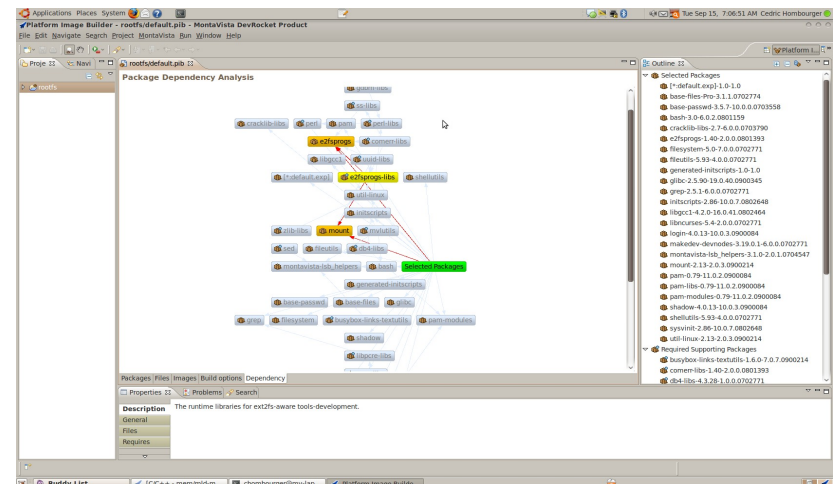 Applications Places System Tue Sep 15, 7:06:51 AM Cedric Hombourger
Platform Image Builder - rootfs/default.pib - MontaVista DevRocket Product
File Edit Navigate Search Project MontaVista Run Window Help
Platform I...
Proje Navi rootfs/default.pib Outline
rootfs
Package Dependency Analysis
ss-libs
cracklib-libs perl pam perl-libs
e2fsprogs comerr-libs
libgcc1 uuid-libs
[*:default.exp] e2fsprogs-libs shellutils
util-linux
initscripts
zlib-libs mount mvlutils
sed fileutils db4-libs
montavista-lsb_helpers bash Selected Packages
generated-initscripts
base-passwd base-files glibc
grep filesystem busybox-links-textutils pam-modules
shadow
libpcre-libs
Packages Files Images Build options Dependency
Selected Packages
[*:default.exp]-1.0-1.0
base-files-Pro-3.1.1.0702774
base-passwd-3.5.7-10.0.0.0703558
bash-3.0-6.0.2.0801159
cracklib-libs-2.7-6.0.0.0703790
e2fsprogs-1.40-2.0.0.0801393
filesystem-5.0-7.0.0.0702771
fileutils-5.93-4.0.0.0702771
generated-initscripts-1.0-1.0
glibc-2.5.90-19.0.40.0900345
grep-2.5.1-6.0.0.0702771
initscripts-2.86-10.0.7.0802648
libgcc1-4.2.0-16.0.41.0802464
libncurses-5.4-2.0.0.0702771
login-4.0.13-10.0.3.0900084
makedev-devnodes-3.19.0.1-6.0.0.0702771
montavista-lsb_helpers-3.1.0-2.0.1.0704547
mount-2.13-2.0.3.0900214
pam-0.79-11.0.2.0900084
pam-libs-0.79-11.0.2.0900084
pam-modules-0.79-11.0.2.0900084
shadow-4.0.13-10.0.3.0900084
shellutils-5.93-4.0.0.0702771
sysvinit-2.86-10.0.7.0802648
util-linux-2.13-2.0.3.0900214
Required Supporting Packages
busybox-links-textutils-1.6.0-7.0.7.0900214
comerr-libs-1.40-2.0.0.0801393
db4-libs-4.3.28-1.0.0.0702771
Properties Problems Search
Description The runtime libraries for ext2fs-aware tools-development.
General
Files
Requires
Buddy List [C/C++ - mem/mld-m... Platform Image Builde...